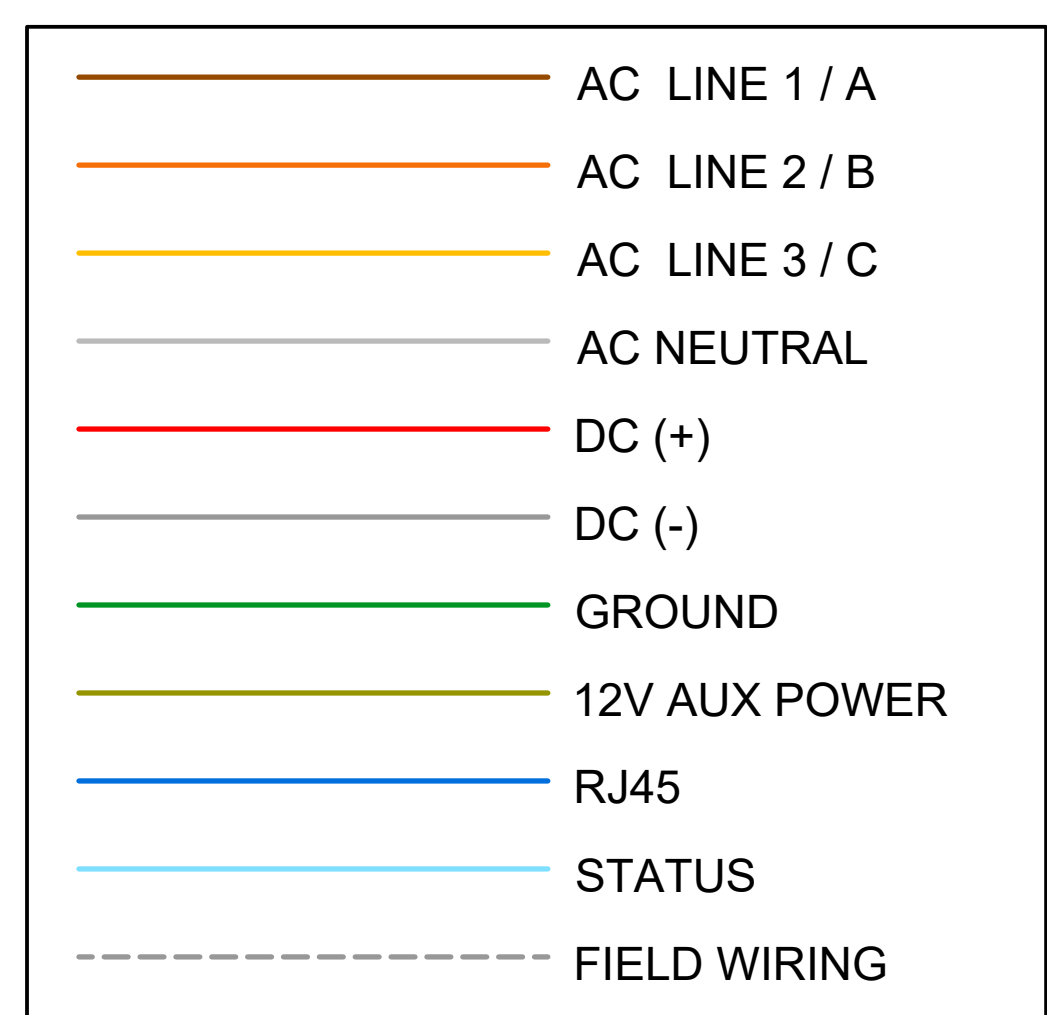 AC  LINE 1 / A
AC  LINE 2 / B
AC  LINE 3 / C
AC NEUTRAL
DC (+)
DC (-)
GROUND
12V AUX POWER
RJ45
STATUS
FIELD WIRING